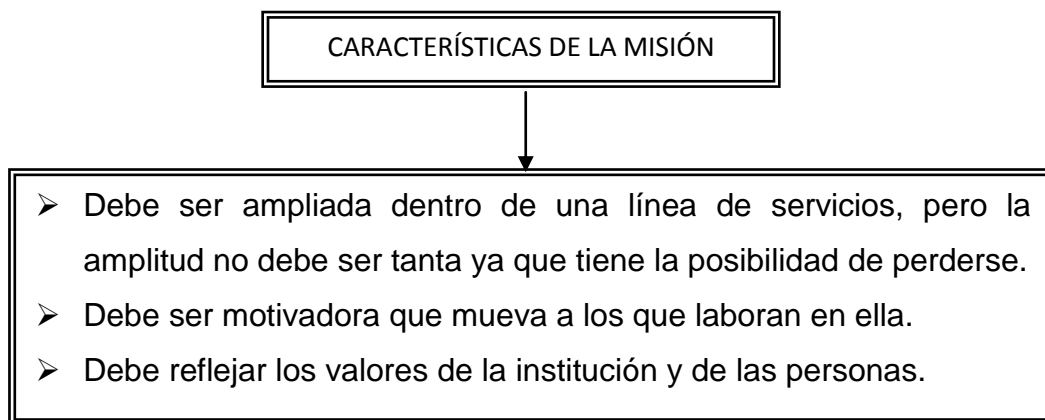 CARACTERÍSTICAS DE LA MISIÓN
➢ Debe ser ampliada dentro de una línea de servicios, pero la
amplitud no debe ser tanta ya que tiene la posibilidad de perderse.
➢ Debe ser motivadora que mueva a los que laboran en ella.
➢ Debe reflejar los valores de la institución y de las personas.